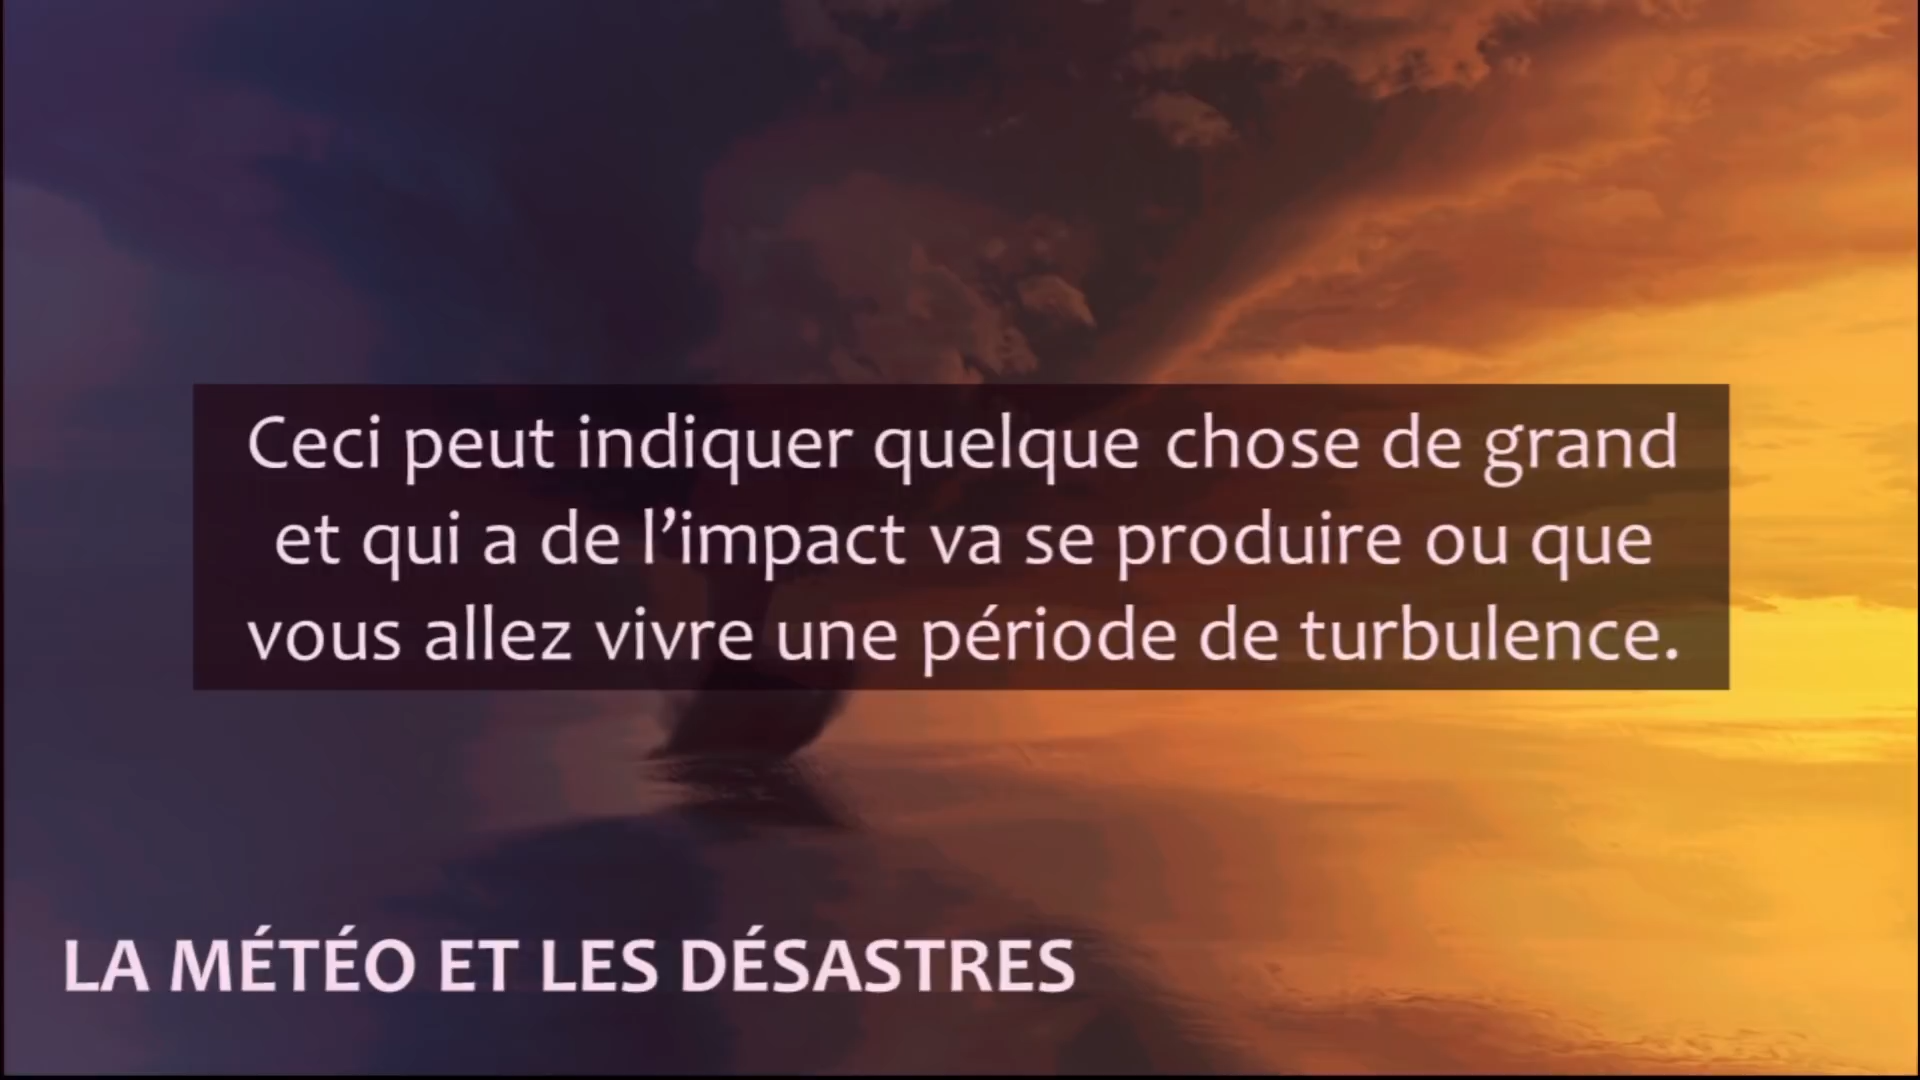 Ceci peut indiquer quelque chose de grand
et qui a de l’impact va se produire ou que
vous allez vivre une période de turbulence.
LA MÉTÉO ET LES DÉSASTRES